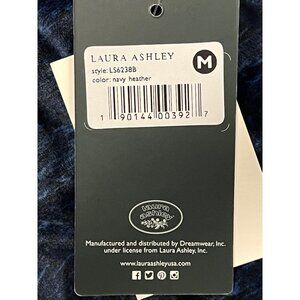 LAURA ASHLEY
style: LS6238B
color: navy heather
M
1 90144 00392 7
laura
ashley
Manufactured and distributed by Dreamwear, Inc.
under license from Laura Ashley, Inc.
www.lauraashleyusa.com